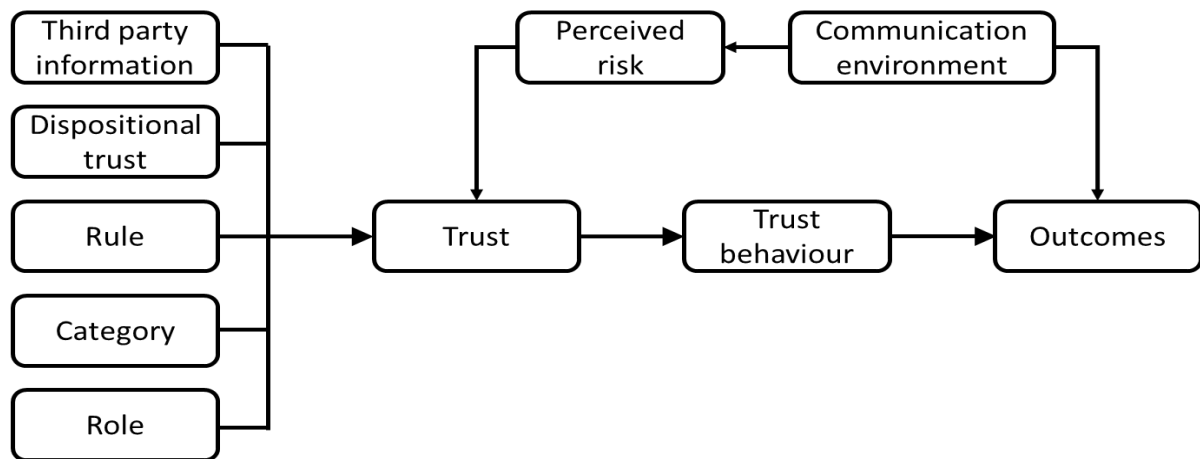 Third party
information
Dispositional
trust
Rule
Category
Role
Perceived
risk
Communication
environment
Trust
Trust
behaviour
Outcomes